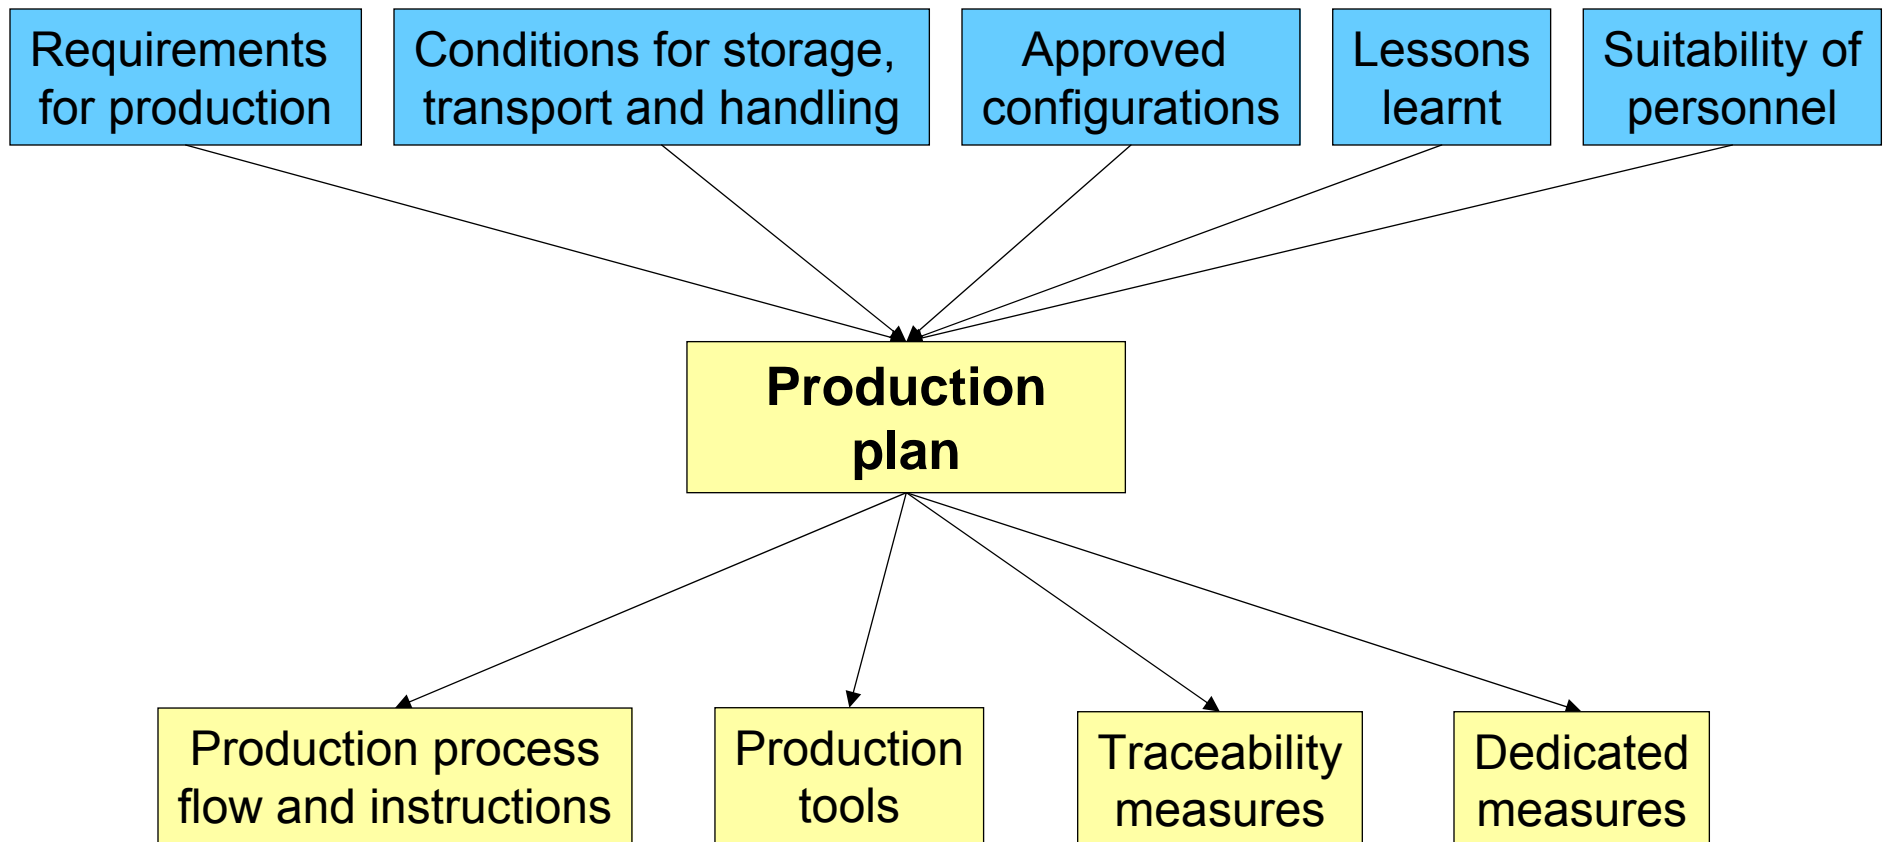 Requirements
for production
Conditions for storage,
transport and handling
Approved
configurations
Lessons
learnt
Suitability of
personnel
Production
plan
Production process
flow and instructions
Production
tools
Traceability
measures
Dedicated
measures